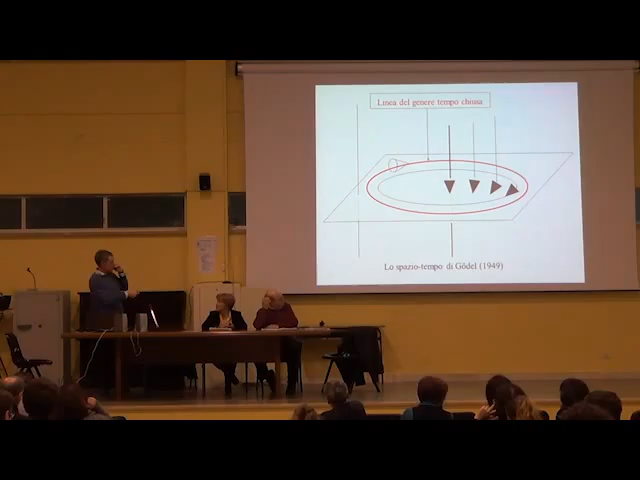 Linea del genere tempo chiusa
Lo spazio-tempo di Gödel (1949)